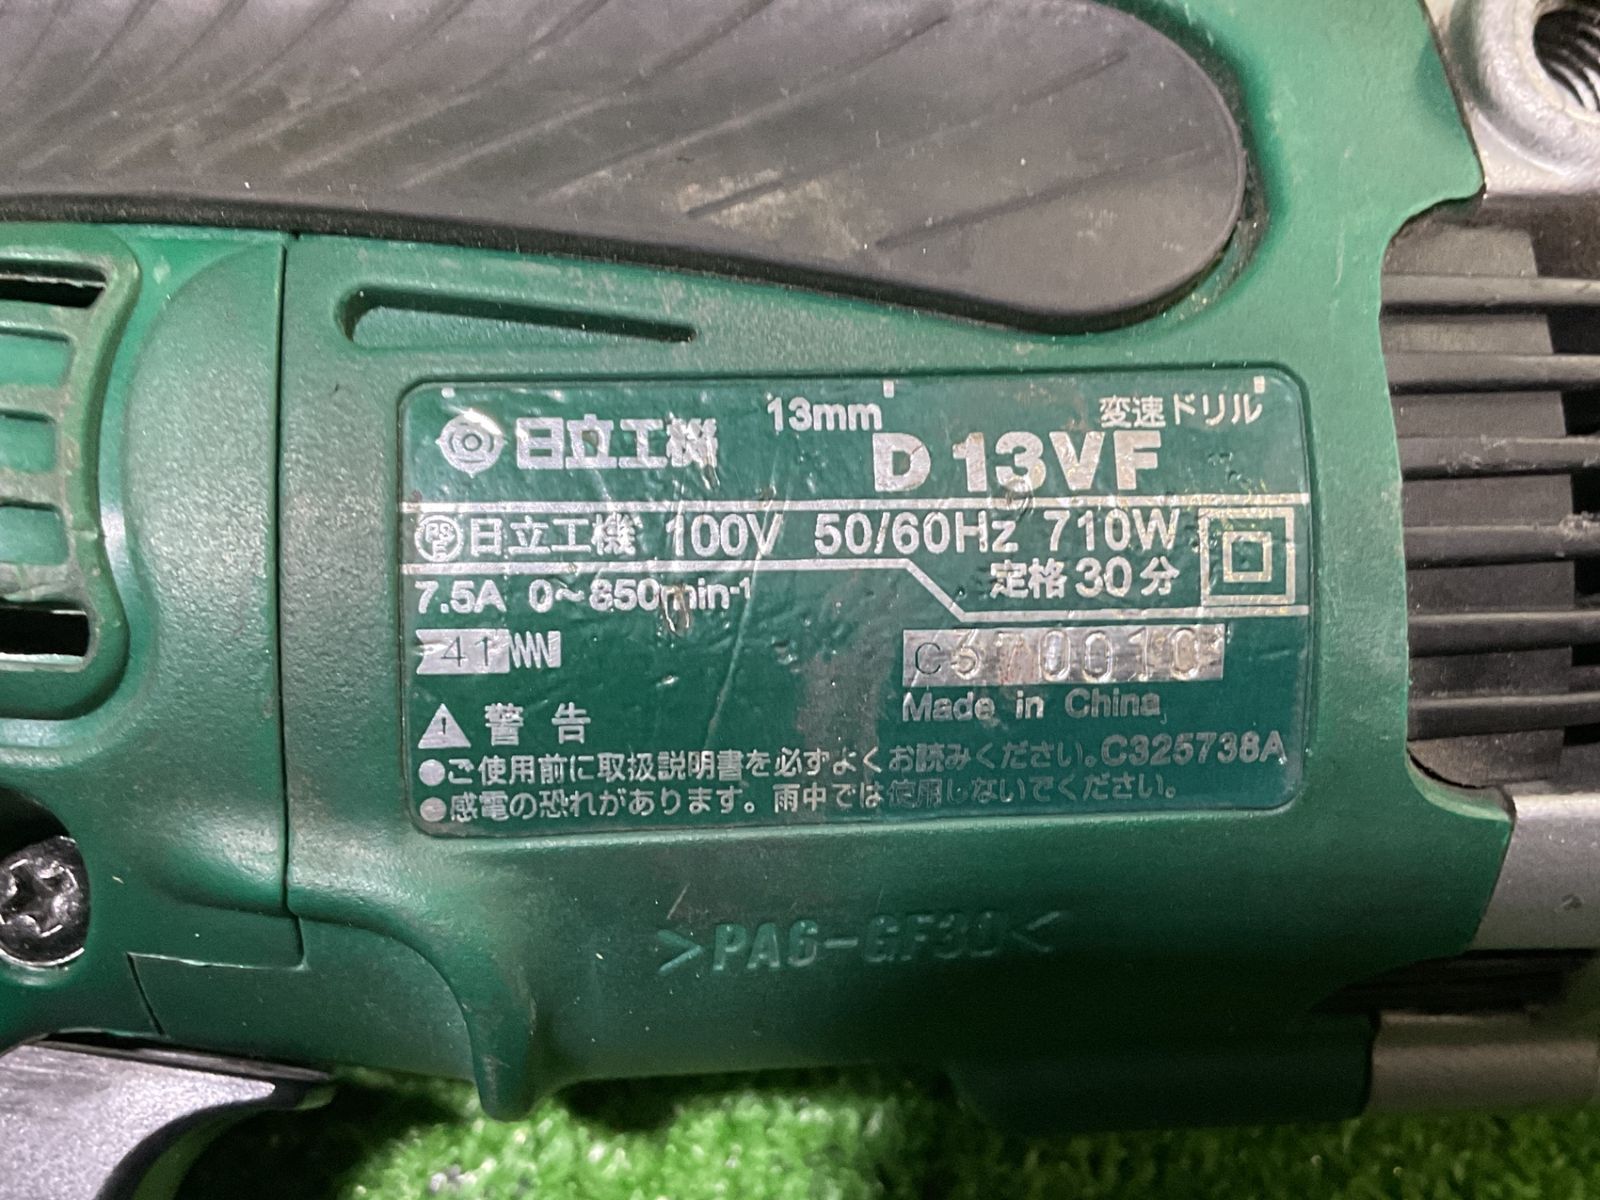 日立工機 13mm 変速ドリル
D 13VF
PSE 日立工機 100V 50/60Hz 710W
7.5A 0～850min-1 定格30分
41
C370010
Made in China
警告
●ご使用前に取扱説明書を必ずよくお読みください。C325738A
●感電の恐れがあります。雨中では使用しないでください。
>PA6-GF30<